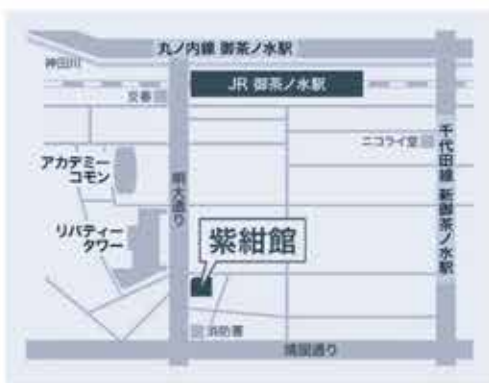 丸ノ内線 御茶ノ水駅
神田川
JR 御茶ノ水駅
交番
ニコライ堂
千代田線 新御茶ノ水駅
アカデミー
コモン
明大通り
リバティー
タワー
紫紺館
消防署
靖国通り